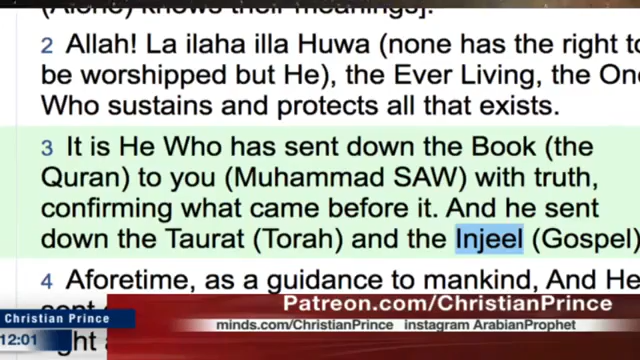 (Alone) knows their meanings].
2 Allah! La ilaha illa Huwa (none has the right to
be worshipped but He), the Ever Living, the One
Who sustains and protects all that exists.
3 It is He Who has sent down the Book (the
Quran) to you (Muhammad SAW) with truth,
confirming what came before it. And he sent
down the Taurat (Torah) and the Injeel (Gospel)
4 Aforetime, as a guidance to mankind, And He
Patreon.com/ChristianPrince
Christian Prince
minds.com/ChristianPrince instagram ArabianProphet
12:01